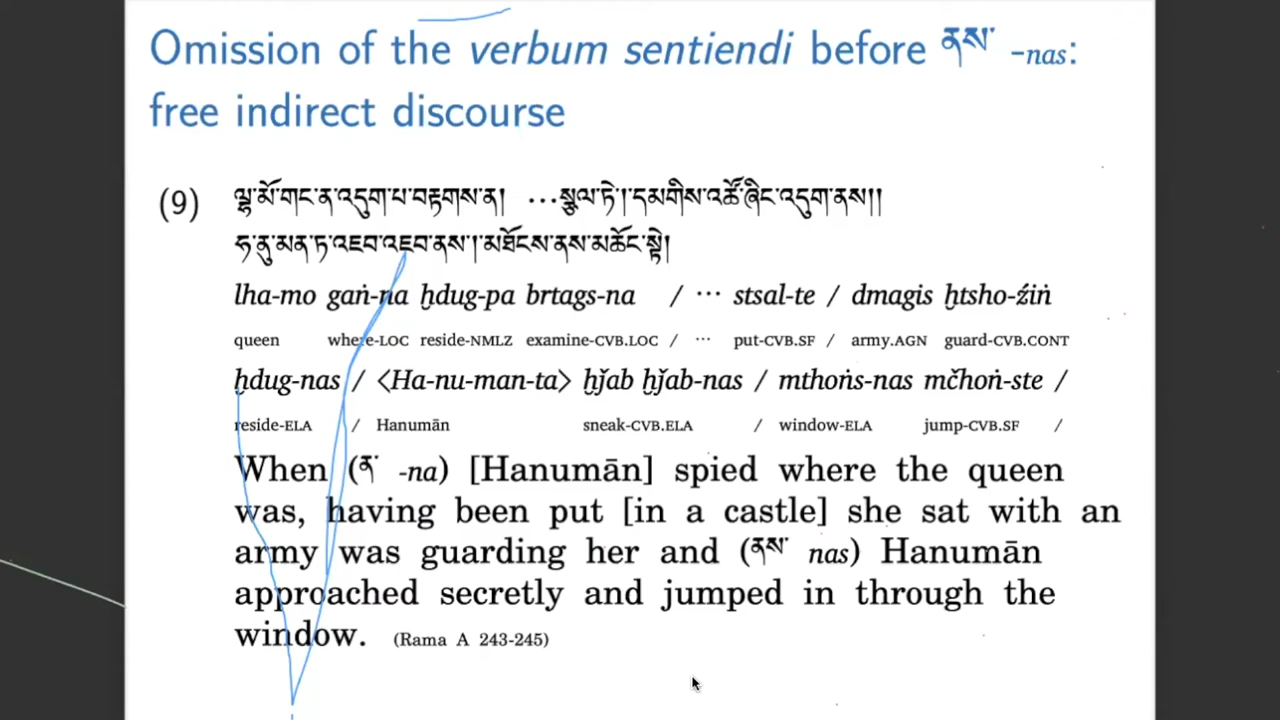 Omission of the verbum sentiendi before ནས་ -nas:
free indirect discourse
(9) ལྷ་མོ་གང་ན་འདུག་པ་བརྟགས་ན། …སྩལ་ཏེ།་དམགིས་འཚོ་ཞིང་འདུག་ནས།།
ཧ་ནུ་མན་ཏ་འཇབ་འཇབ་ནས།་མཐོངས་ནས་མཆོང་སྟེ།
lha-mo gaṅ-na ḫdug-pa brtags-na / ⋯ stsal-te / dmagis ḫtsho-źiṅ
queen where-LOC reside-NMLZ examine-CVB.LOC / ⋯ put-CVB.SF / army.AGN guard-CVB.CONT
ḫdug-nas / ⟨Ha-nu-man-ta⟩ ḫǰab ḫǰab-nas / mthoṅs-nas mčhoṅ-ste /
reside-ELA / Hanumān sneak-CVB.ELA / window-ELA jump-CVB.SF /
When (ན་ -na) [Hanumān] spied where the queen
was, having been put [in a castle] she sat with an
army was guarding her and (ནས་ nas) Hanumān
approached secretly and jumped in through the
window. (Rama A 243-245)